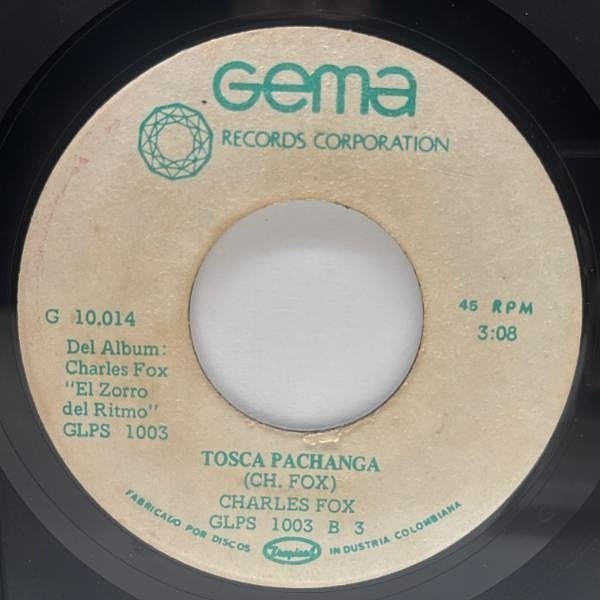 Gema
RECORDS CORPORATION
G 10.014
45 RPM
3:08
Del Album:
Charles Fox
"El Zorro
del Ritmo"
GLPS 1003
TOSCA PACHANGA
(CH. FOX)
CHARLES FOX
GLPS 1003 B 3
FABRICADO POR DISCOS Tropical INDUSTRIA COLOMBIANA